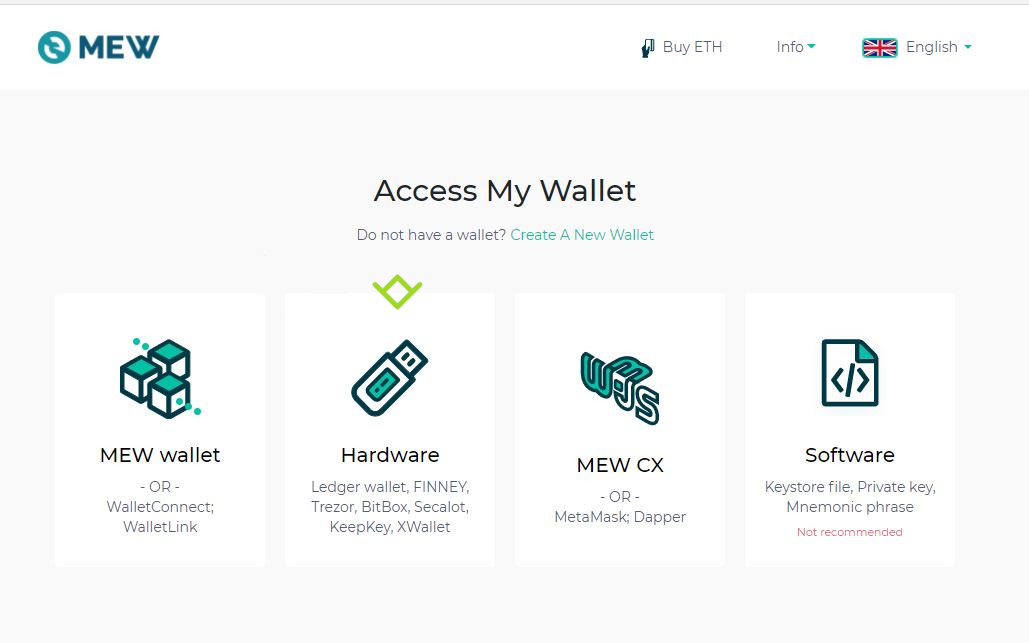 MEW
Buy ETH
Info
English
Access My Wallet
Do not have a wallet? Create A New Wallet
MEW wallet
- OR -
WalletConnect;
WalletLink
Hardware
Ledger wallet, FINNEY,
Trezor, BitBox, Secalot,
KeepKey, XWallet
MEW CX
- OR -
MetaMask; Dapper
Software
Keystore file, Private key,
Mnemonic phrase
Not recommended